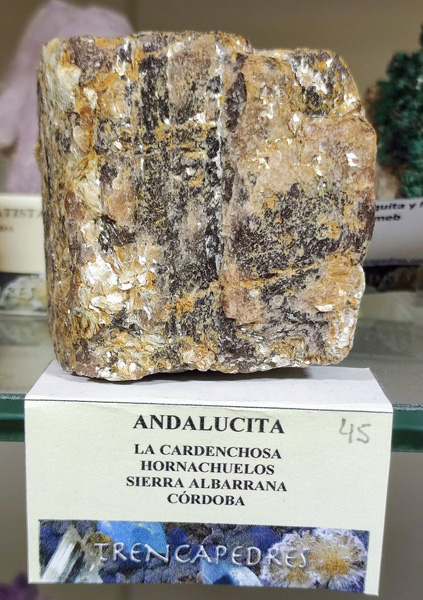 ANDALUCITA
45
LA CARDENCHOSA
HORNACHUELOS
SIERRA ALBARRANA
CÓRDOBA
TRENCAPEDRES